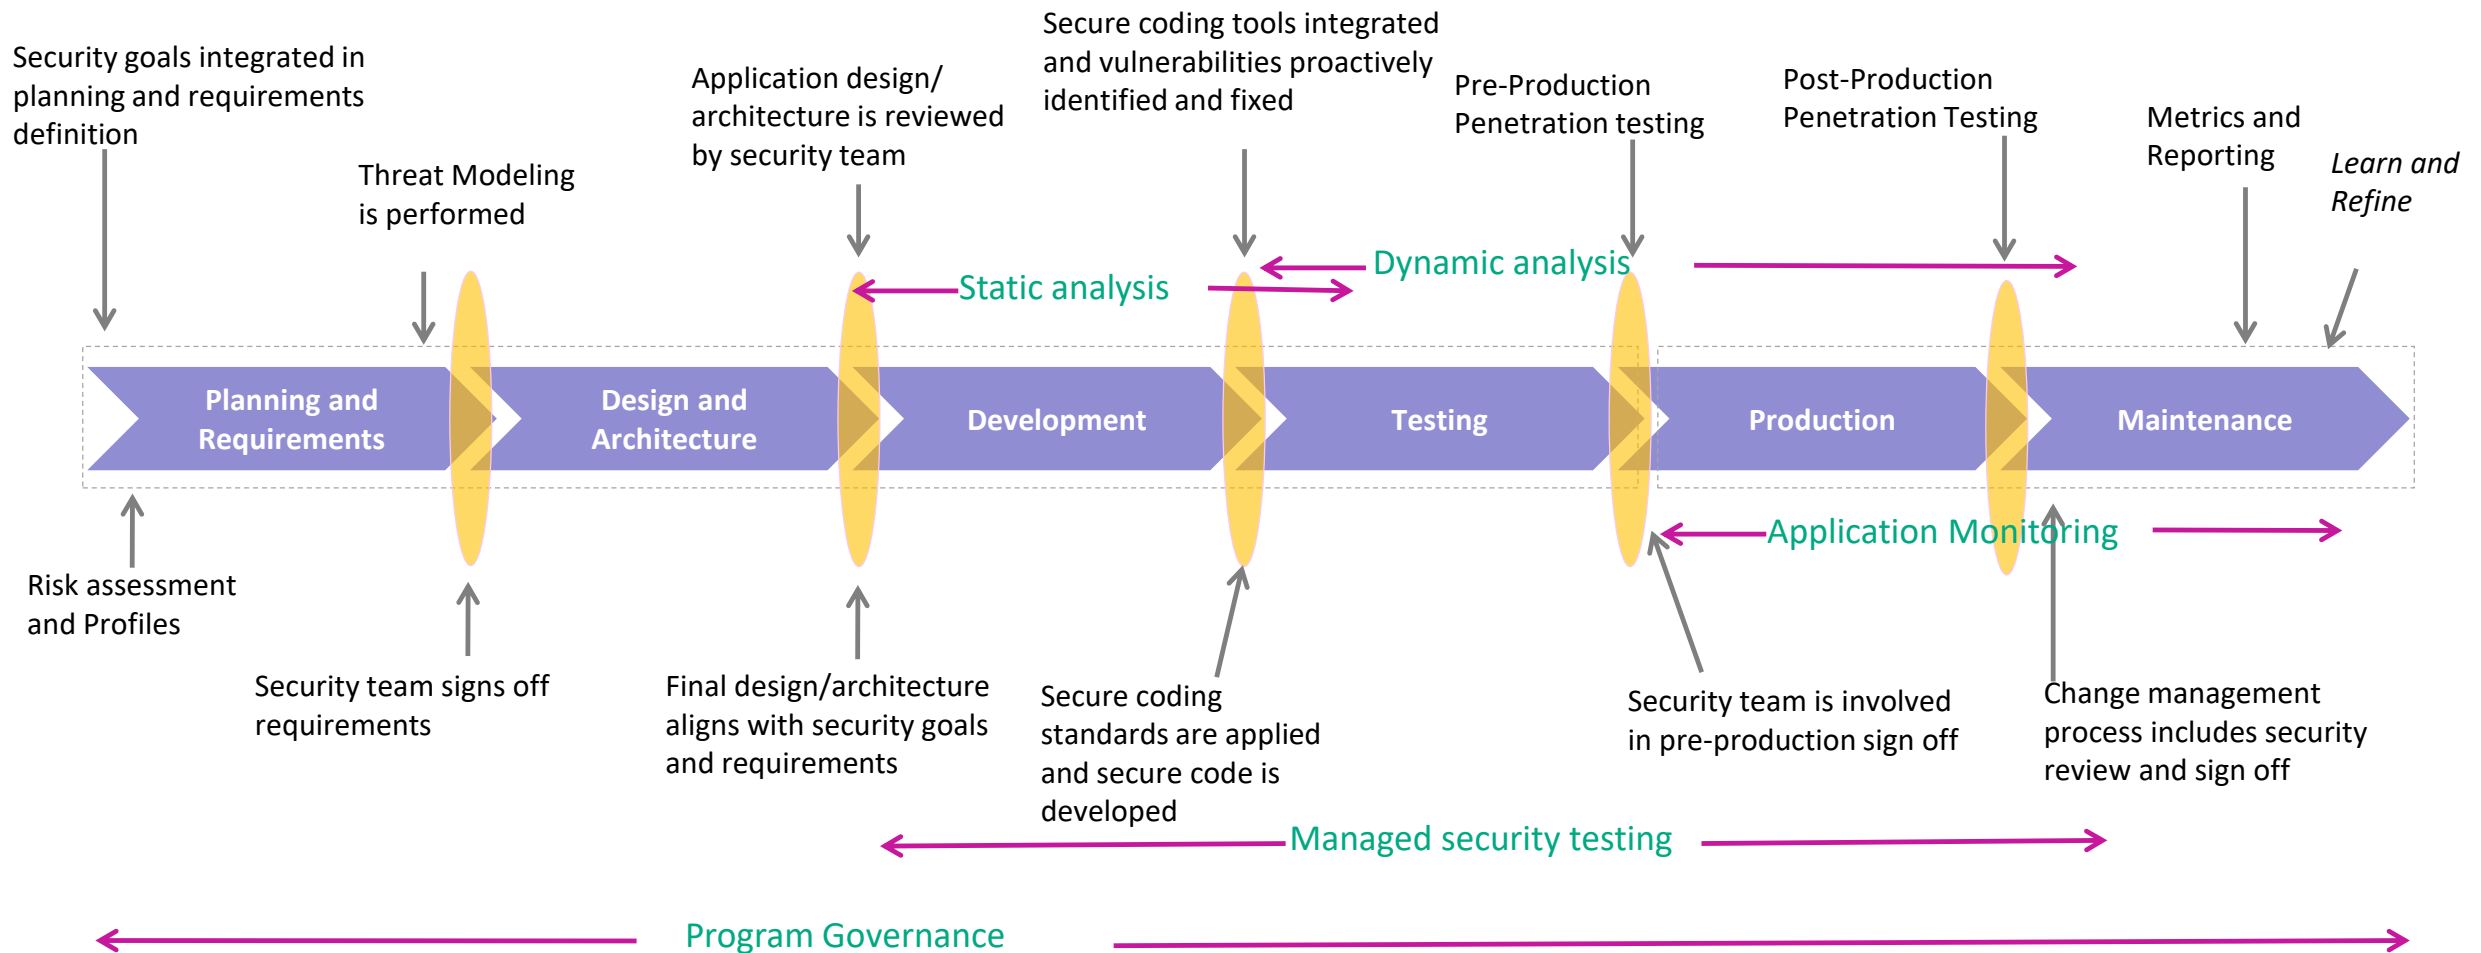 Security goals integrated in
planning and requirements
definition
Threat Modeling
is performed
Application design/
architecture is reviewed
by security team
Secure coding tools integrated
and vulnerabilities proactively
identified and fixed
Pre-Production
Penetration testing
Post-Production
Penetration Testing
Metrics and
Reporting
Learn and
Refine
Static analysis
Dynamic analysis
Planning and
Requirements
Design and
Architecture
Development
Testing
Production
Maintenance
Application Monitoring
Risk assessment
and Profiles
Security team signs off
requirements
Final design/architecture
aligns with security goals
and requirements
Secure coding
standards are applied
and secure code is
developed
Security team is involved
in pre-production sign off
Change management
process includes security
review and sign off
Managed security testing
Program Governance